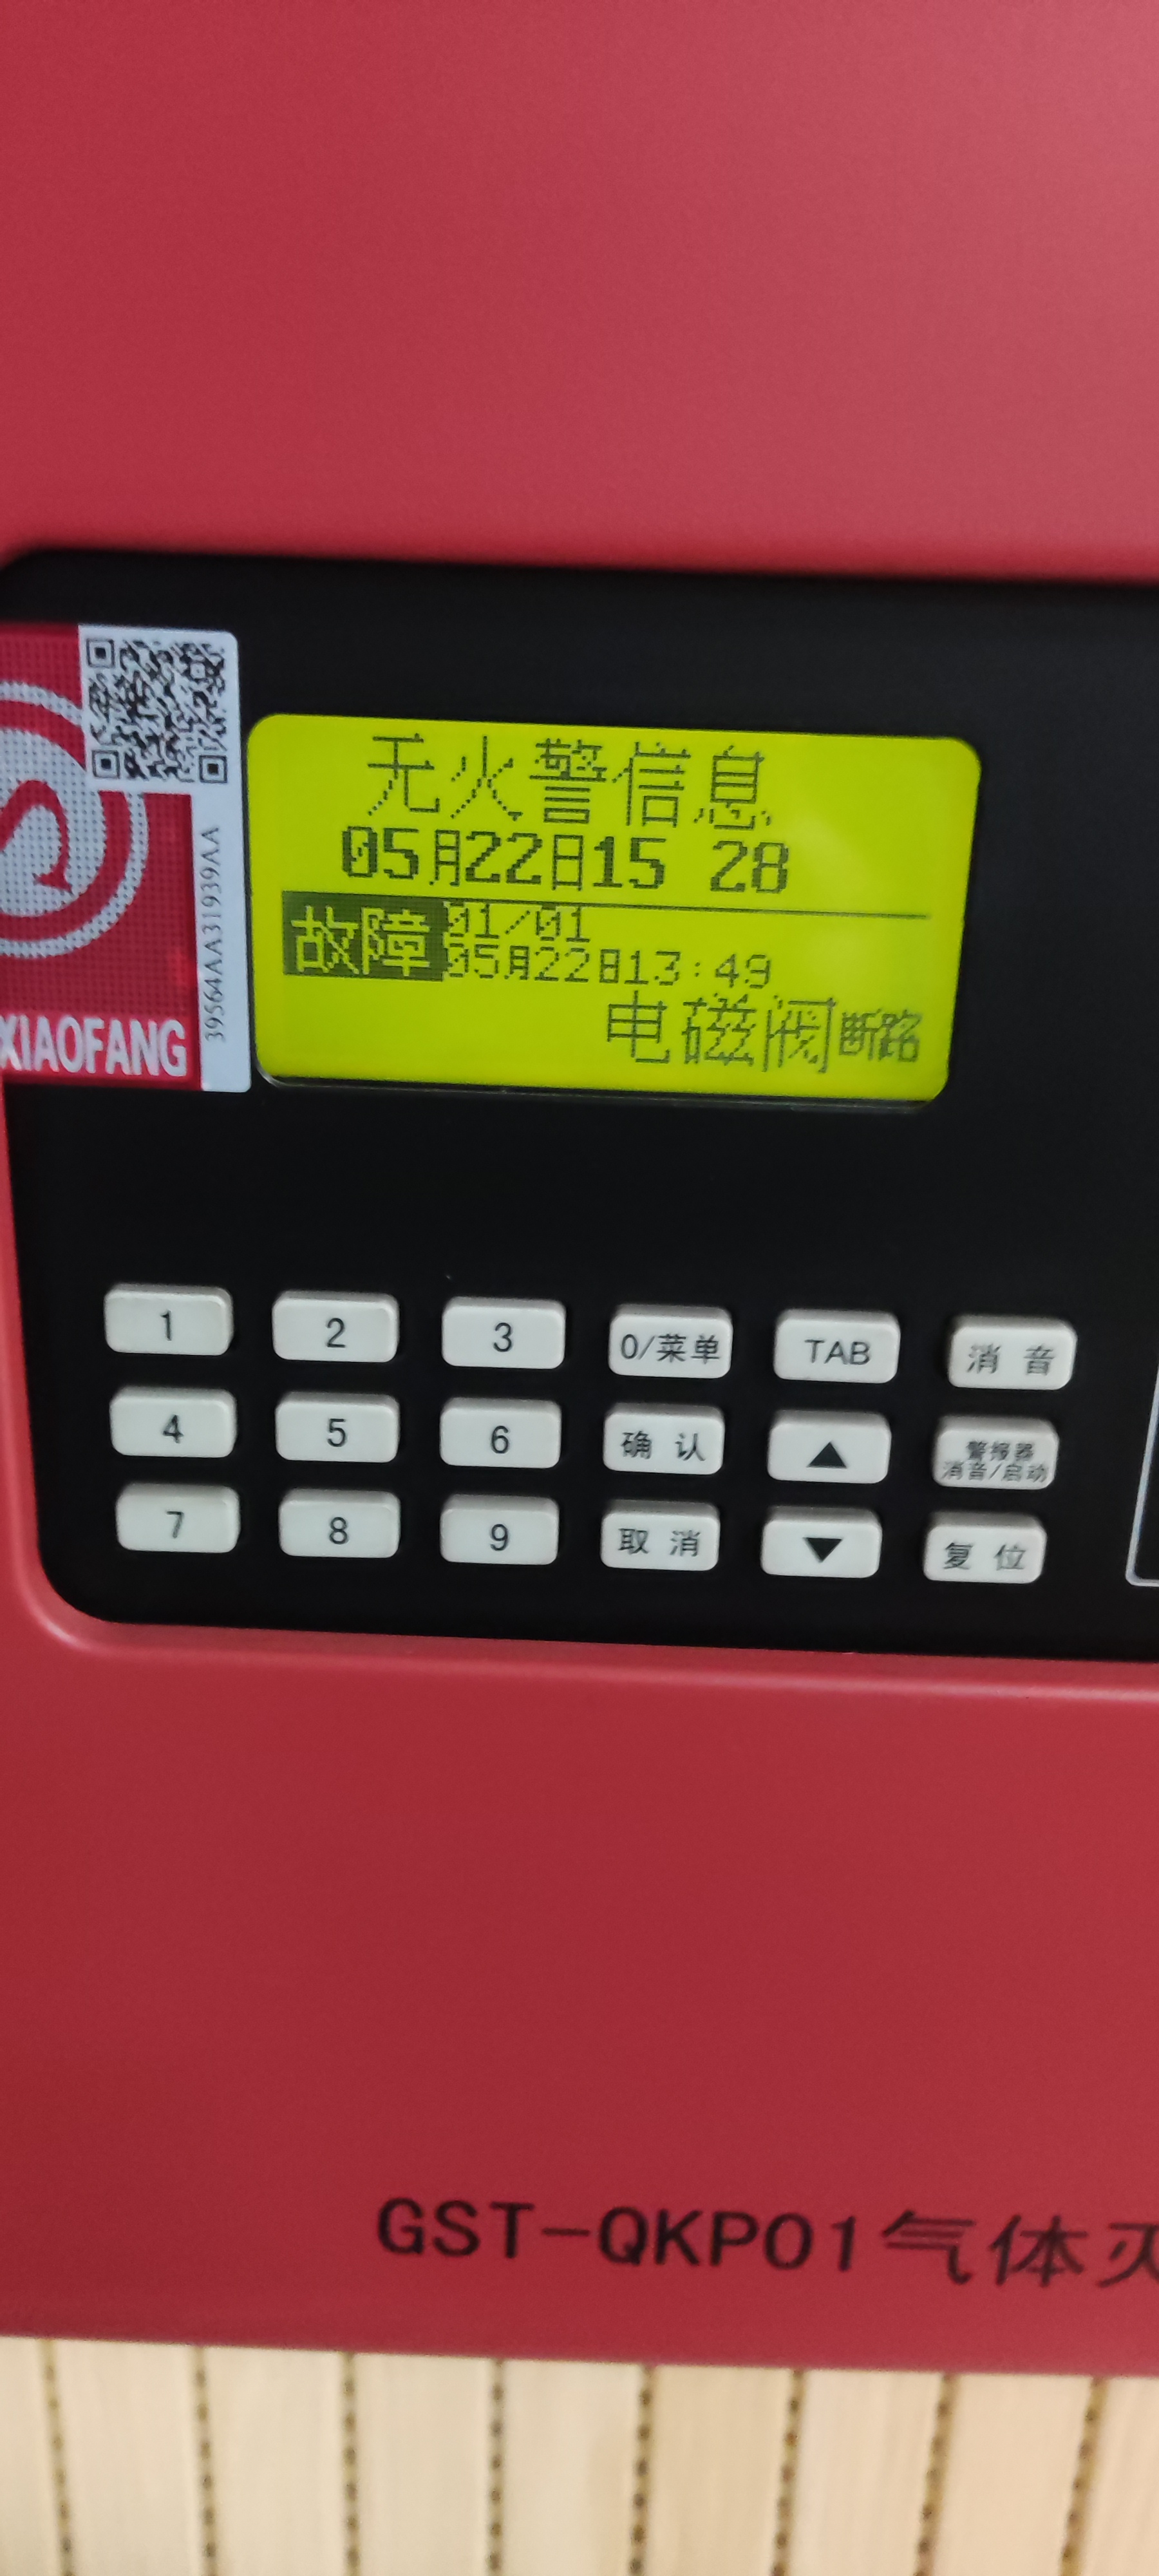 无火警信息
05月22日15 28
故障 01/01
05月22日13:49
电磁阀断路
39564AA31939AA
XIAOFANG
1 2 3 0/菜单 TAB 消音
4 5 6 确认 ▲ 警报器消音/启动
7 8 9 取消 ▼ 复位
GST-QKP01气体灭